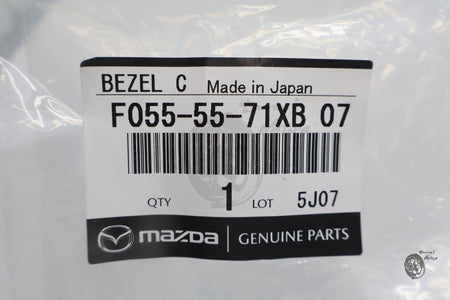 BEZEL C Made in Japan
F055-55-71XB 07
QTY 1 LOT 5J07
mazda GENUINE PARTS